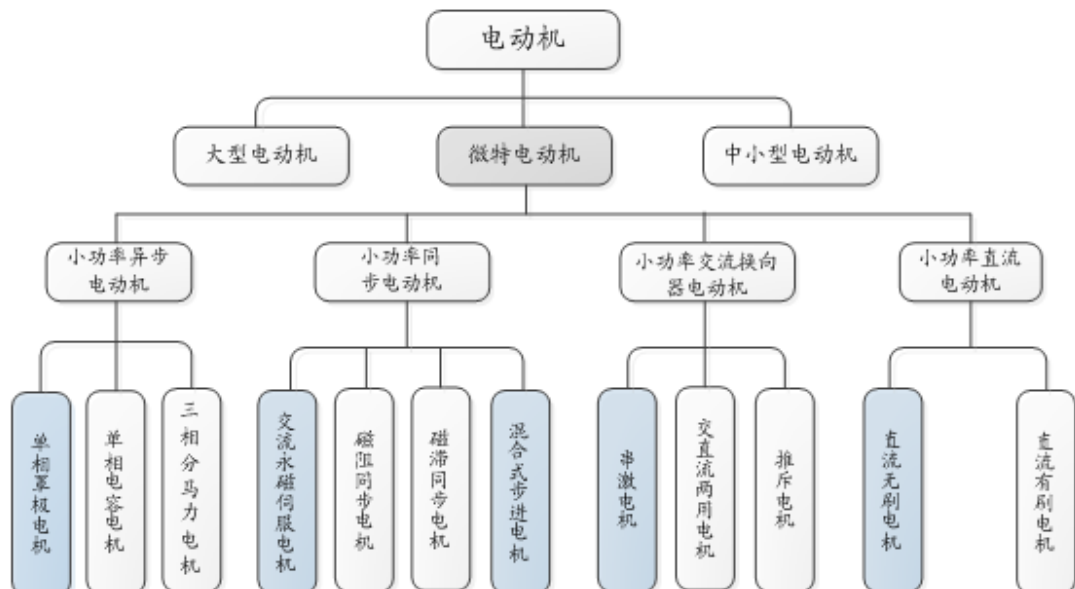 电动机
大型电动机
微特电动机
中小型电动机
小功率异步
电动机
小功率同
步电动机
小功率交流换向
器电动机
小功率直流
电动机
单相罩极电机
单相电容电机
三相分马力电机
交流永磁伺服电机
磁阻同步电机
磁滞同步电机
混合式步进电机
串激电机
交直流两用电机
推斥电机
直流无刷电机
直流有刷电机